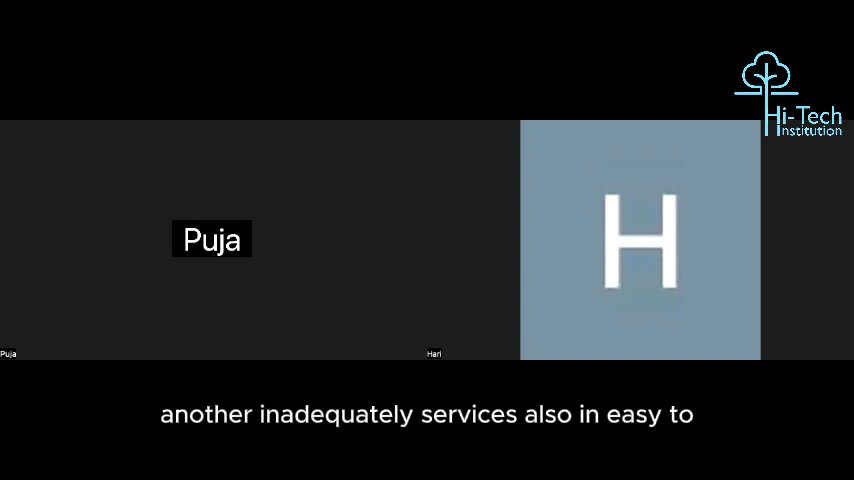 Hi-Tech
Institution
Puja
H
Puja
Hari
another inadequately services also in easy to